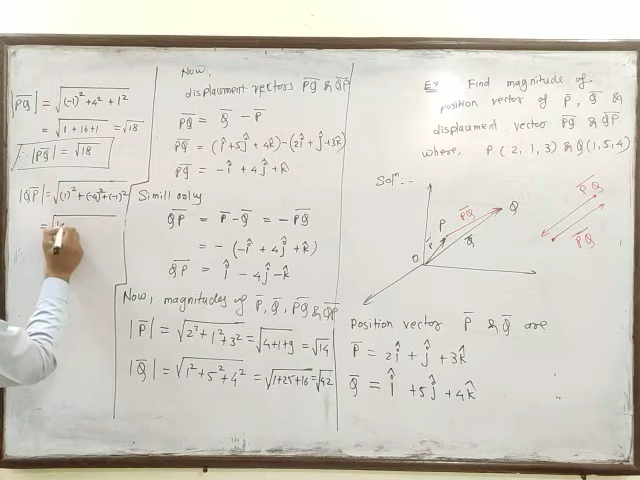 Ex Find magnitude of
position vector of P̅, Q̅ &
displacment vector P̅Q̅ & Q̅P̅
where, P(2,1,3) & Q(1,5,4)
Solⁿ:-
P
P̅Q̅
Q
P̅
Q̅
O
P̅Q̅
P̅Q̅
Position vector P̅ & Q̅ are
P̅ = 2î + ĵ + 3k̂
Q̅ = î + 5ĵ + 4k̂
Now,
displacment vectors P̅Q̅ & Q̅P̅
P̅Q̅ = Q̅ - P̅
P̅Q̅ = (î+5ĵ+4k̂)-(2î+ĵ+3k̂)
P̅Q̅ = -î + 4ĵ + k̂
Simillarly
Q̅P̅ = P̅-Q̅ = - P̅Q̅
= - (-î + 4ĵ + k̂)
Q̅P̅ = î - 4ĵ - k̂
Now, magnitudes of P̅, Q̅, P̅Q̅ & Q̅P̅
|P̅| = √(2²+1²+3²) = √(4+1+9) = √14
|Q̅| = √(1²+5²+4²) = √(1+25+16) = √42
|P̅Q̅| = √((-1)²+4²+1²)
= √(1+16+1) = √18
∴ |P̅Q̅| = √18
|Q̅P̅| = √((1)²+(-4)²+(-1)²)